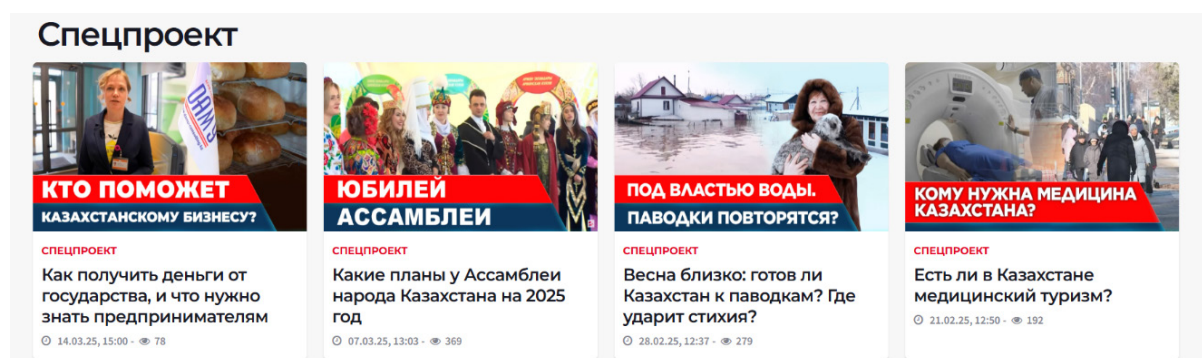 Спецпроект
DAMU
КТО ПОМОЖЕТ
КАЗАХСТАНСКОМУ БИЗНЕСУ?
СПЕЦПРОЕКТ
Как получить деньги от
государства, и что нужно
знать предпринимателям
14.03.25, 15:00 - 78
ЮБИЛЕЙ
АССАМБЛЕИ
СПЕЦПРОЕКТ
Какие планы у Ассамблеи
народа Казахстана на 2025
год
07.03.25, 13:03 - 369
ПОД ВЛАСТЬЮ ВОДЫ.
ПАВОДКИ ПОВТОРЯТСЯ?
СПЕЦПРОЕКТ
Весна близко: готов ли
Казахстан к паводкам? Где
ударит стихия?
28.02.25, 12:37 - 279
КОМУ НУЖНА МЕДИЦИНА
КАЗАХСТАНА?
СПЕЦПРОЕКТ
Есть ли в Казахстане
медицинский туризм?
21.02.25, 12:50 - 192